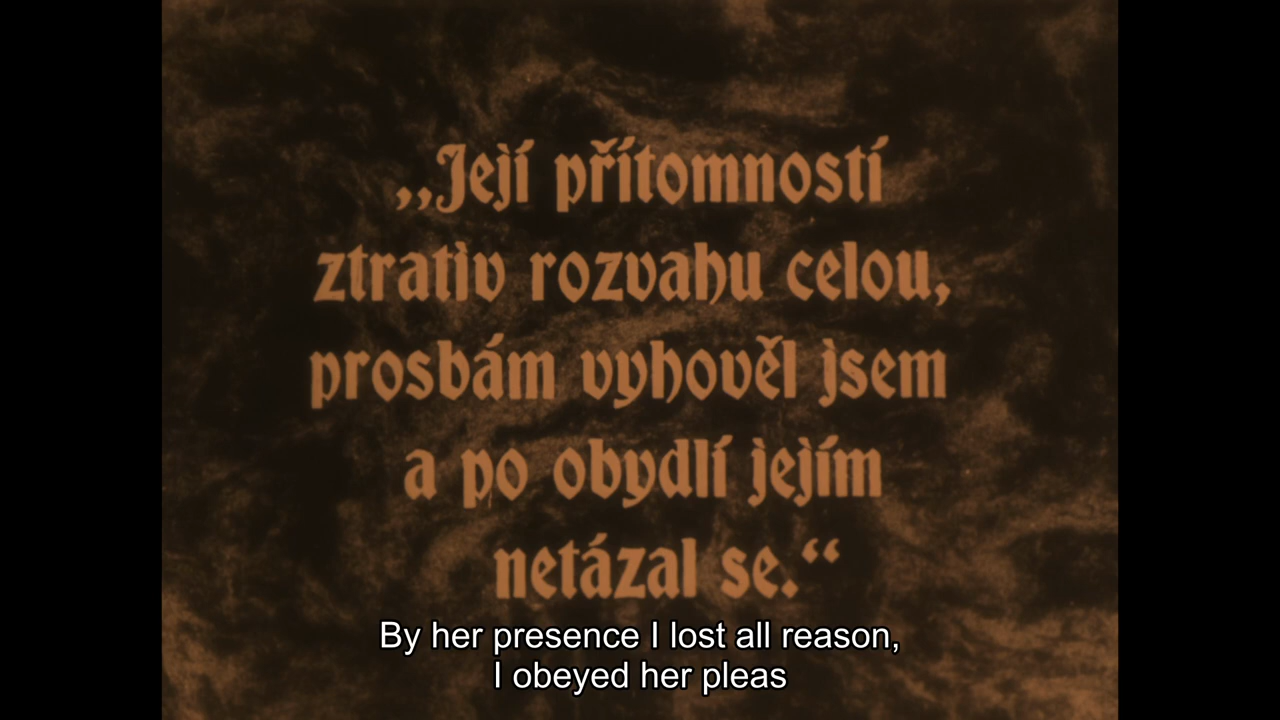 „Její přítomností
ztrativ rozvahu celou,
prosbám vyhověl jsem
a po obydlí jejím
netázal se.“
By her presence I lost all reason,
I obeyed her pleas